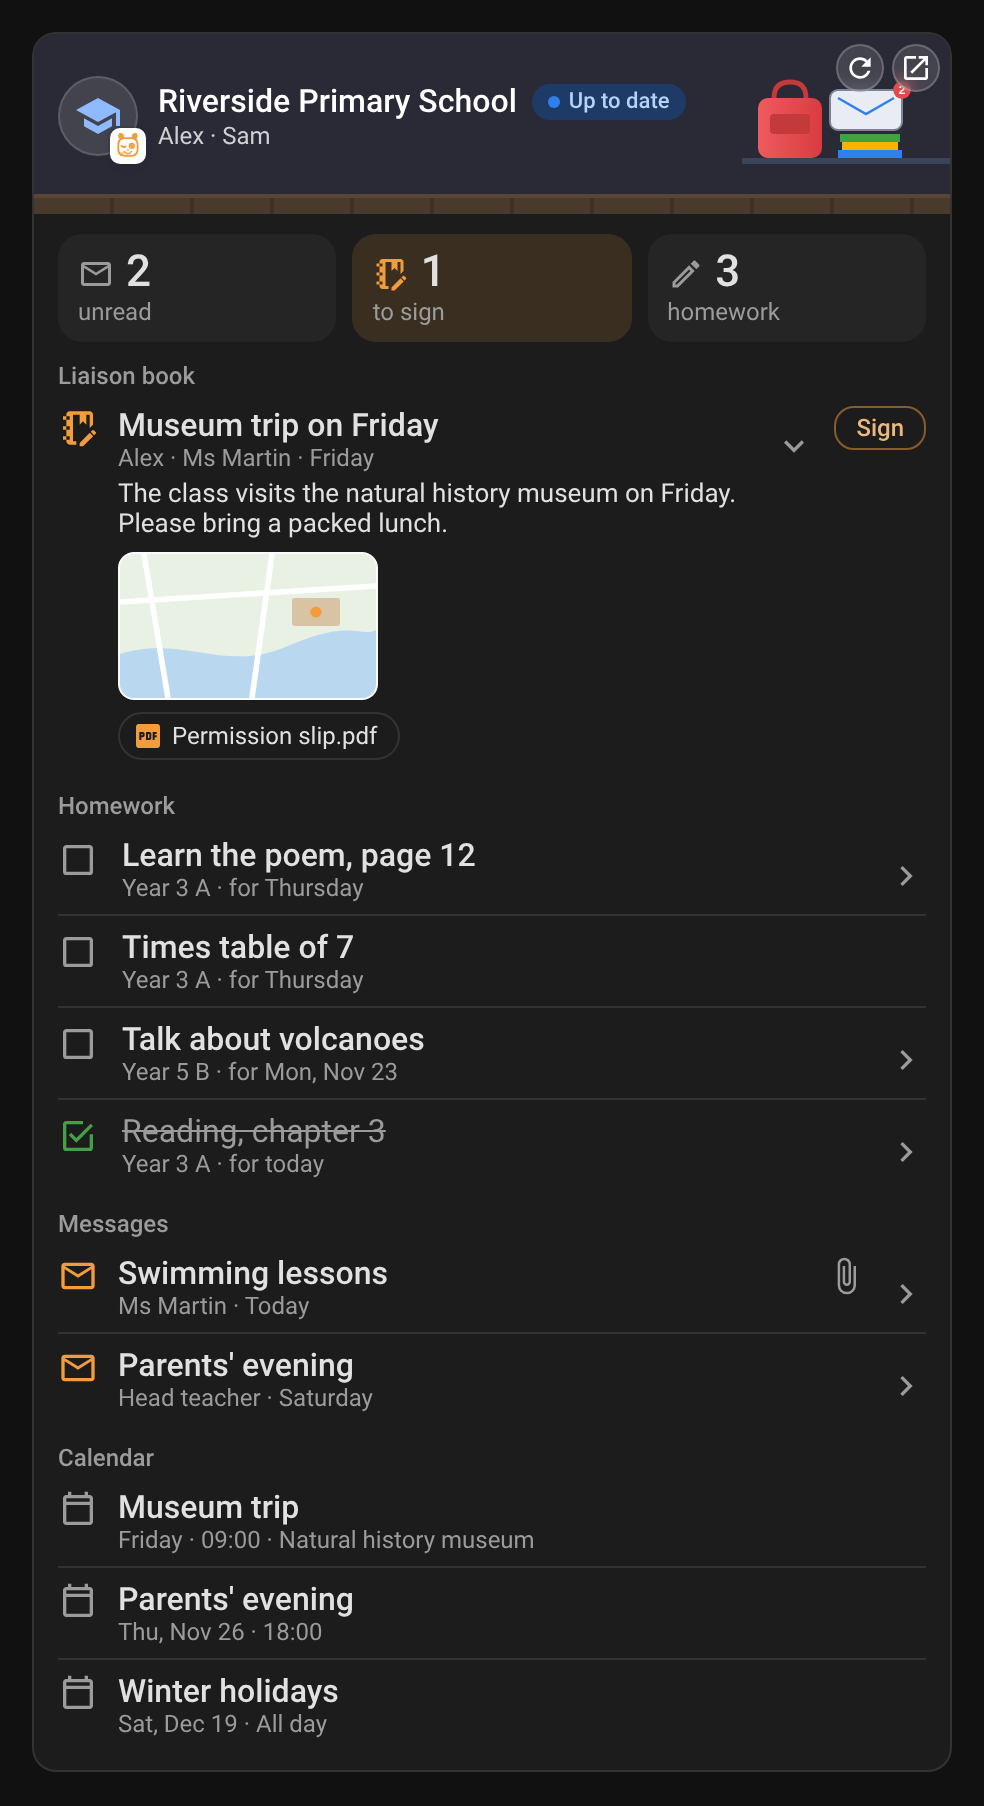 Riverside Primary School
Up to date
Alex · Sam
2
2
unread
1
to sign
3
homework
Liaison book
Museum trip on Friday
Sign
Alex · Ms Martin · Friday
The class visits the natural history museum on Friday.
Please bring a packed lunch.
PDF
Permission slip.pdf
Homework
Learn the poem, page 12
Year 3 A · for Thursday
Times table of 7
Year 3 A · for Thursday
Talk about volcanoes
Year 5 B · for Mon, Nov 23
Reading, chapter 3
Year 3 A · for today
Messages
Swimming lessons
Ms Martin · Today
Parents' evening
Head teacher · Saturday
Calendar
Museum trip
Friday · 09:00 · Natural history museum
Parents' evening
Thu, Nov 26 · 18:00
Winter holidays
Sat, Dec 19 · All day